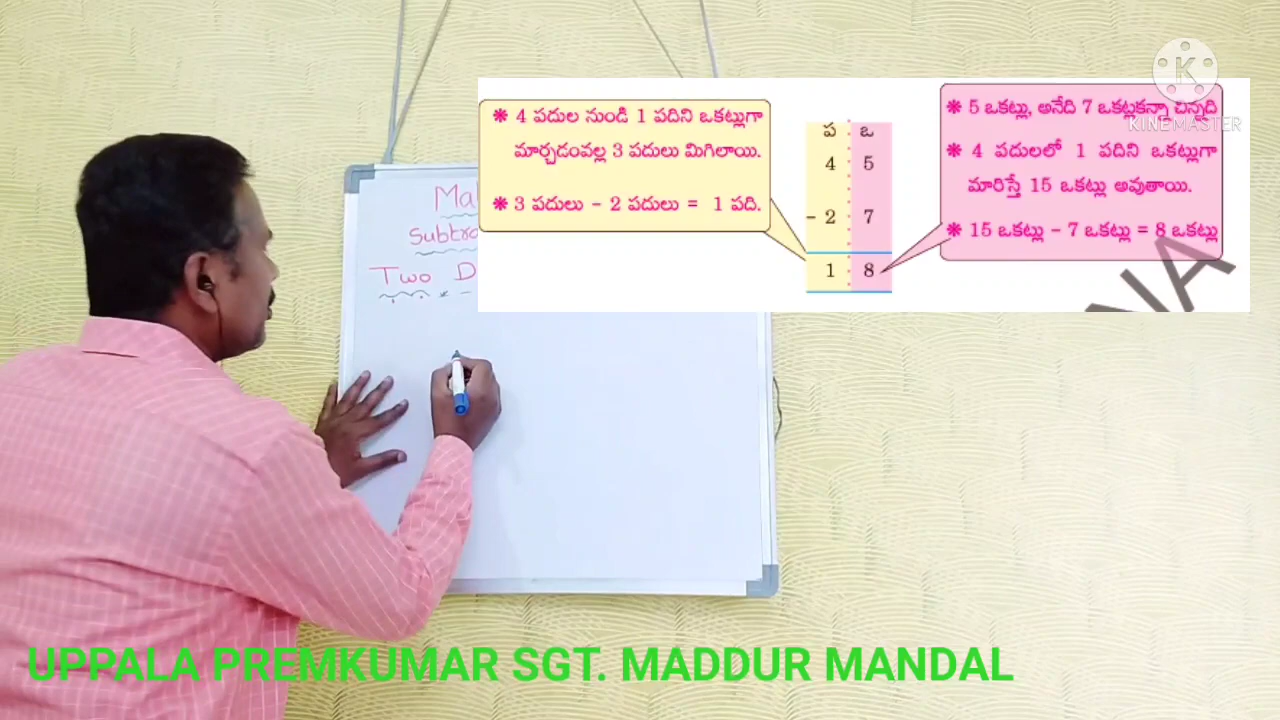 K
KINEMASTER
❋ 4 పదుల నుండి 1 పదిని ఒకట్లుగా
మార్చడంవల్ల 3 పదులు మిగిలాయి.
❋ 3 పదులు - 2 పదులు = 1 పది.
ప ఒ
4 5
- 2 7
1 8
❋ 5 ఒకట్లు, అనేది 7 ఒకట్లకన్నా చిన్నది
❋ 4 పదులలో 1 పదిని ఒకట్లుగా
మారిస్తే 15 ఒకట్లు అవుతాయి.
❋ 15 ఒకట్లు - 7 ఒకట్లు = 8 ఒకట్లు
Two
UPPALA PREMKUMAR SGT. MADDUR MANDAL